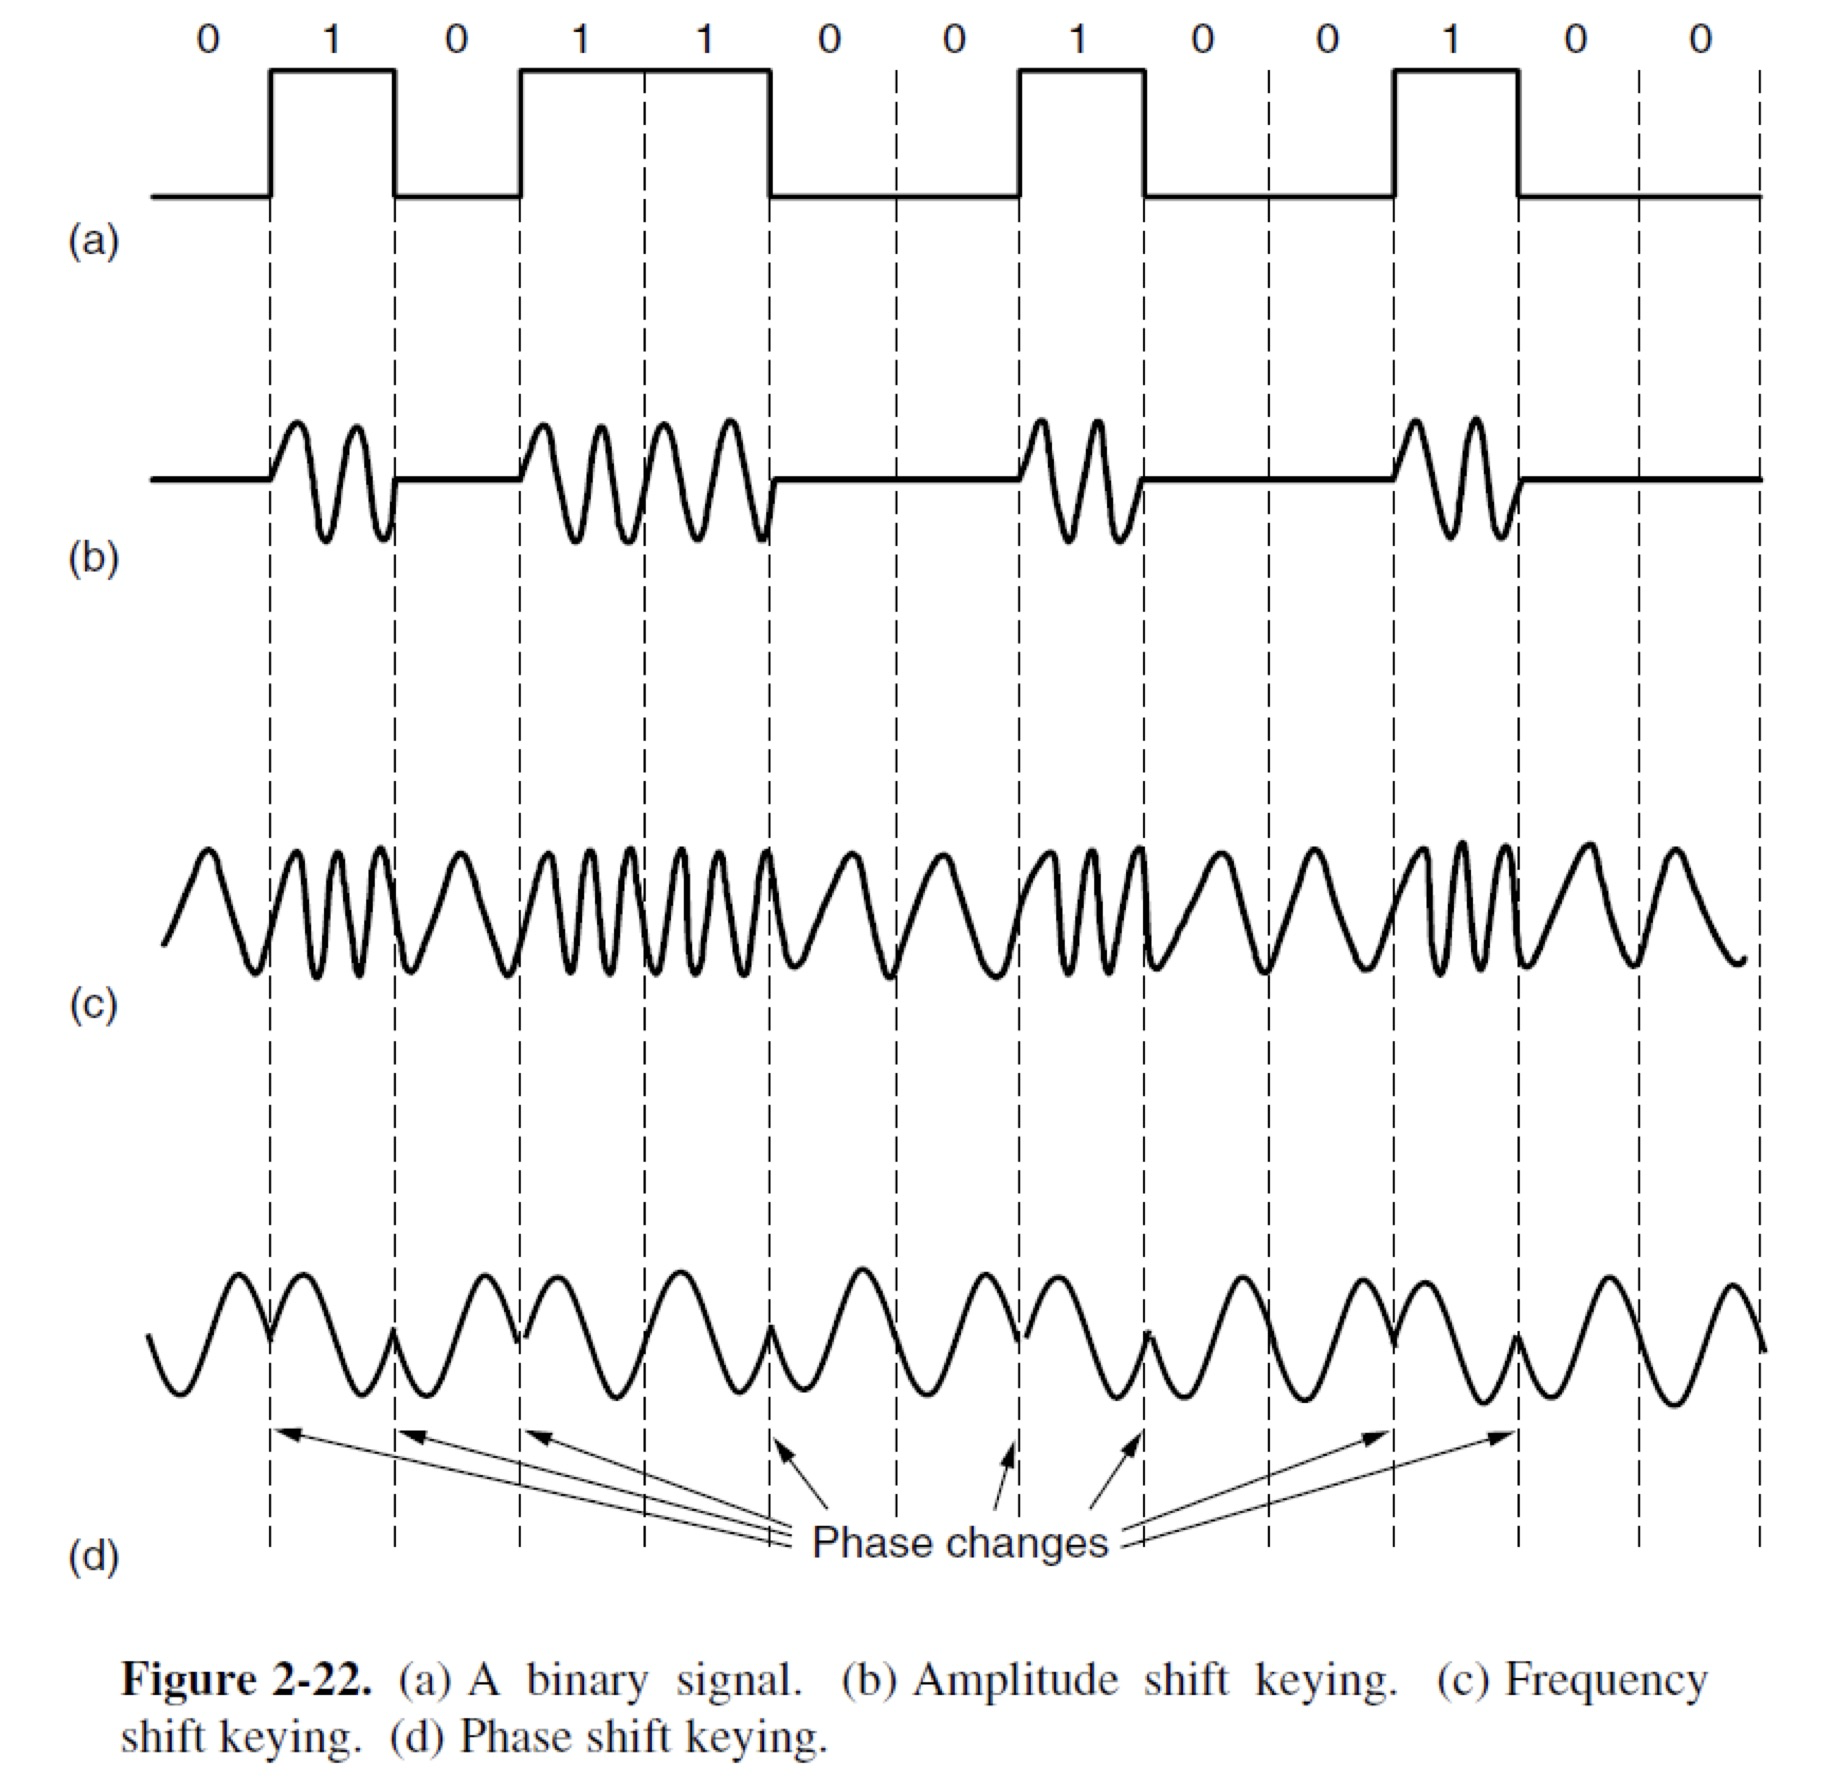 0 1 0 1 1 0 0 1 0 0 1 0 0
(a)
(b)
(c)
Phase changes
(d)
Figure 2-22. (a) A binary signal. (b) Amplitude shift keying. (c) Frequency
shift keying. (d) Phase shift keying.